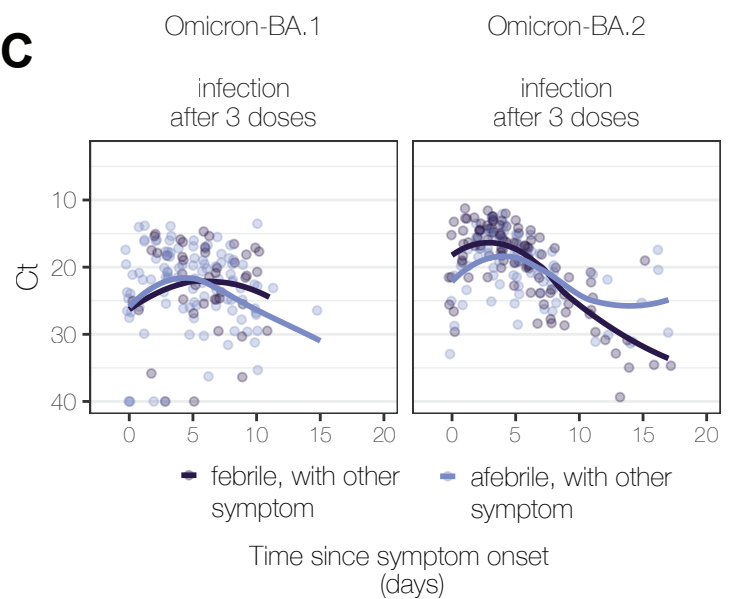 C
Omicron-BA.1
Omicron-BA.2
infection
after 3 doses
infection
after 3 doses
Ct
10
20
30
40
0
5
10
15
20
0
5
10
15
20
febrile, with other
symptom
afebrile, with other
symptom
Time since symptom onset
(days)